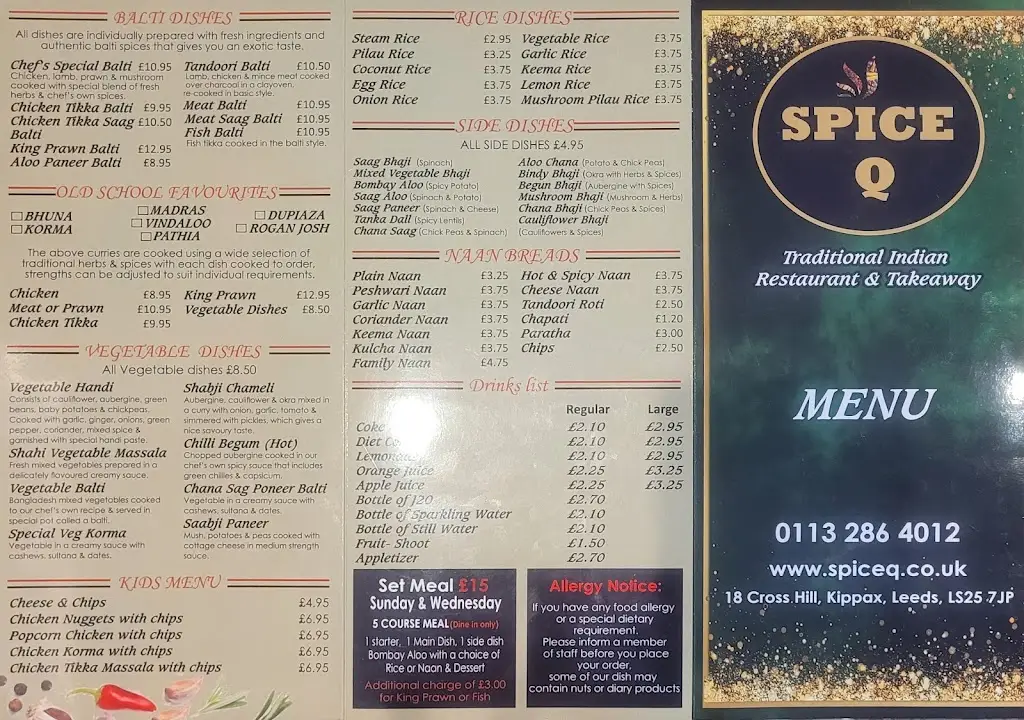 BALTI DISHES
All dishes are individually prepared with fresh ingredients and
authentic balti spices that gives you an exotic taste.
Chef's Special Balti £10.95
Chicken, lamb, prawn & mushroom
cooked with special blend of fresh
herbs & chef's own spices.
Chicken Tikka Balti £9.95
Chicken Tikka Saag £10.50
Balti
King Prawn Balti £12.95
Aloo Paneer Balti £8.95
Tandoori Balti £10.50
Lamb, chicken & mince meat cooked
over charcoal in a clayoven,
re-cooked in basic style.
Meat Balti £10.95
Meat Saag Balti £10.95
Fish Balti £10.95
Fish tikka cooked in the balti style.
OLD SCHOOL FAVOURITES
BHUNA
KORMA
MADRAS
VINDALOO
PATHIA
DUPIAZA
ROGAN JOSH
The above curries are cooked using a wide selection of
traditional herbs & spices with each dish cooked to order,
strengths can be adjusted to suit individual requirements.
Chicken £8.95
Meat or Prawn £10.95
Chicken Tikka £9.95
King Prawn £12.95
Vegetable Dishes £8.50
VEGETABLE DISHES
All Vegetable dishes £8.50
Vegetable Handi
Consists of cauliflower, aubergine, green
beans, baby potatoes & chickpeas.
Cooked with garlic, ginger, onions, green
pepper, coriander, mixed spice &
garnished with special handi paste.
Shahi Vegetable Massala
Fresh mixed vegetables prepared in a
delicately flavoured creamy sauce.
Vegetable Balti
Bangladesh mixed vegetables cooked
to our chef's own recipe & served in
special pot called a balti.
Special Veg Korma
Vegetable in a creamy sauce with
cashews, sultana & dates.
Shabji Chameli
Aubergine, cauliflower & okra mixed in
a curry with onion, garlic, tomato &
simmered with pickles, which gives a
nice savoury taste.
Chilli Begum (Hot)
Chopped aubergine cooked in our
chef's own spicy sauce that includes
green chillies & capsicum.
Chana Sag Poneer Balti
Vegetable in a creamy sauce with
cashews, sultana & dates.
Saabji Paneer
Mush, potatoes & peas cooked with
cottage cheese in medium strength
sauce.
KIDS MENU
Cheese & Chips £4.95
Chicken Nuggets with chips £6.95
Popcorn Chicken with chips £6.95
Chicken Korma with chips £6.95
Chicken Tikka Massala with chips £6.95
RICE DISHES
Steam Rice £2.95
Pilau Rice £3.25
Coconut Rice £3.75
Egg Rice £3.75
Onion Rice £3.75
Vegetable Rice £3.75
Garlic Rice £3.75
Keema Rice £3.75
Lemon Rice £3.75
Mushroom Pilau Rice £3.75
SIDE DISHES
ALL SIDE DISHES £4.95
Saag Bhaji (Spinach)
Mixed Vegetable Bhaji
Bombay Aloo (Spicy Potato)
Saag Aloo (Spinach & Potato)
Saag Paneer (Spinach & Cheese)
Tanka Dall (Spicy Lentils)
Chana Saag (Chick Peas & Spinach)
Aloo Chana (Potato & Chick Peas)
Bindy Bhaji (Okra with Herbs & Spices)
Begun Bhaji (Aubergine with Spices)
Mushroom Bhaji (Mushroom & Herbs)
Chana Bhaji (Chick Peas & Spices)
Cauliflower Bhaji
(Cauliflowers & Spices)
NAAN BREADS
Plain Naan £3.25
Peshwari Naan £3.75
Garlic Naan £3.75
Coriander Naan £3.75
Keema Naan £3.75
Kulcha Naan £3.75
Family Naan £4.75
Hot & Spicy Naan £3.75
Cheese Naan £3.75
Tandoori Roti £2.50
Chapati £1.20
Paratha £3.00
Chips £2.50
Drinks list
Regular Large
Coke £2.10 £2.95
Diet £2.10 £2.95
£2.10 £2.95
Orange Juice £2.25 £3.25
Apple Juice £2.25 £3.25
Bottle of J20 £2.70
Bottle of Sparkling Water £2.10
Bottle of Still Water £2.10
Fruit- Shoot £1.50
Appletizer £2.70
Set Meal £15
Sunday & Wednesday
5 COURSE MEAL (Dine in only)
1 starter, 1 Main Dish, 1 side dish
Bombay Aloo with a choice of
Rice or Naan & Dessert
Additional charge of £3.00
for King Prawn or Fish
Allergy Notice:
If you have any food allergy
or a special dietary
requirement.
Please inform a member
of staff before you place
your order,
some of our dish may
contain nuts or diary products
SPICE
Q
Traditional Indian
Restaurant & Takeaway
MENU
0113 286 4012
www.spiceq.co.uk
18 Cross Hill, Kippax, Leeds, LS25 7JP